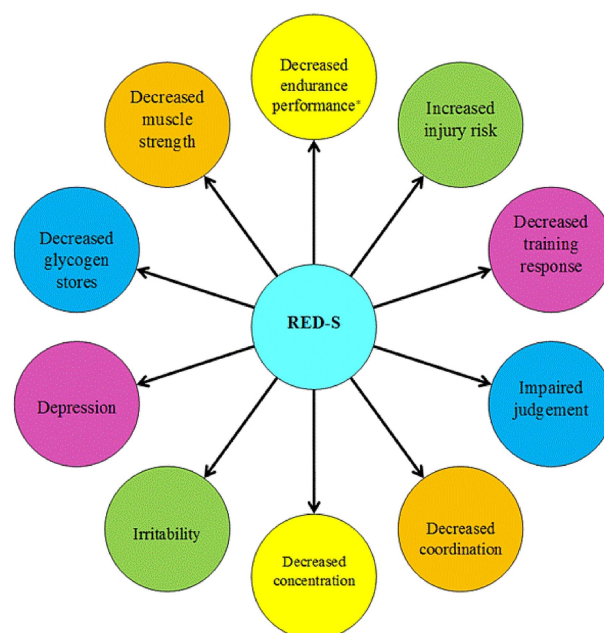 Decreased
endurance
performance*
Increased
injury risk
Decreased
training
response
Impaired
judgement
Decreased
coordination
Decreased
concentration
Irritability
Depression
Decreased
glycogen
stores
Decreased
muscle
strength
RED-S